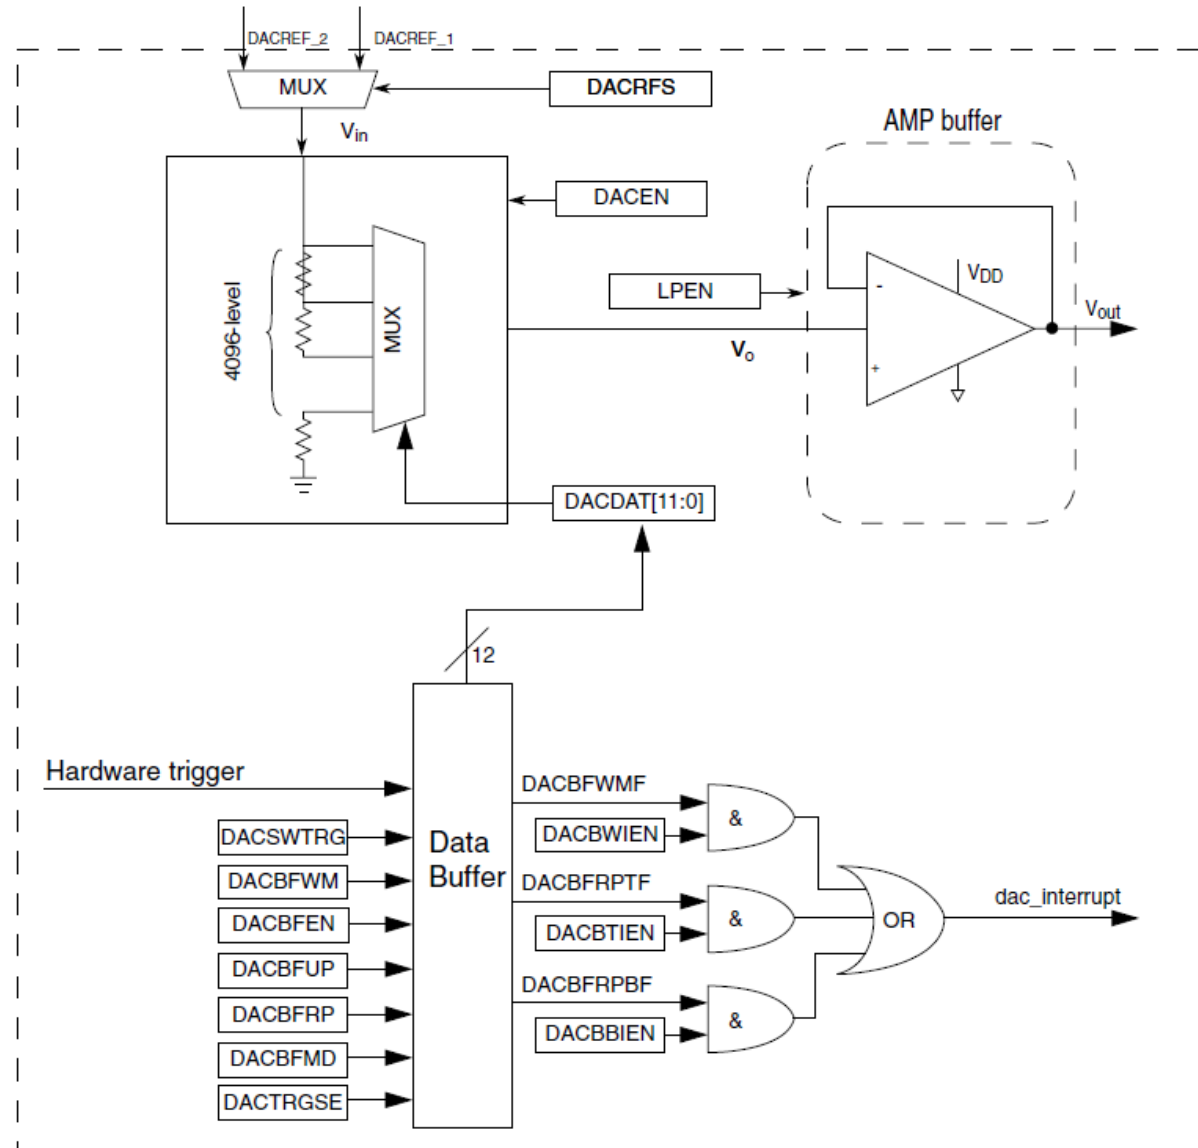 DACREF_2
DACREF_1
MUX
DACRFS
Vin
AMP buffer
DACEN
4096-level
MUX
LPEN
VDD
-
+
Vo
Vout
DACDAT[11:0]
12
Hardware trigger
DACSWTRG
DACBFWM
DACBFEN
DACBFUP
DACBFRP
DACBFMD
DACTRGSE
Data
Buffer
DACBFWMF
DACBWIEN
&
DACBFRPTF
DACBTIEN
&
DACBFRPBF
DACBBIEN
&
OR
dac_interrupt